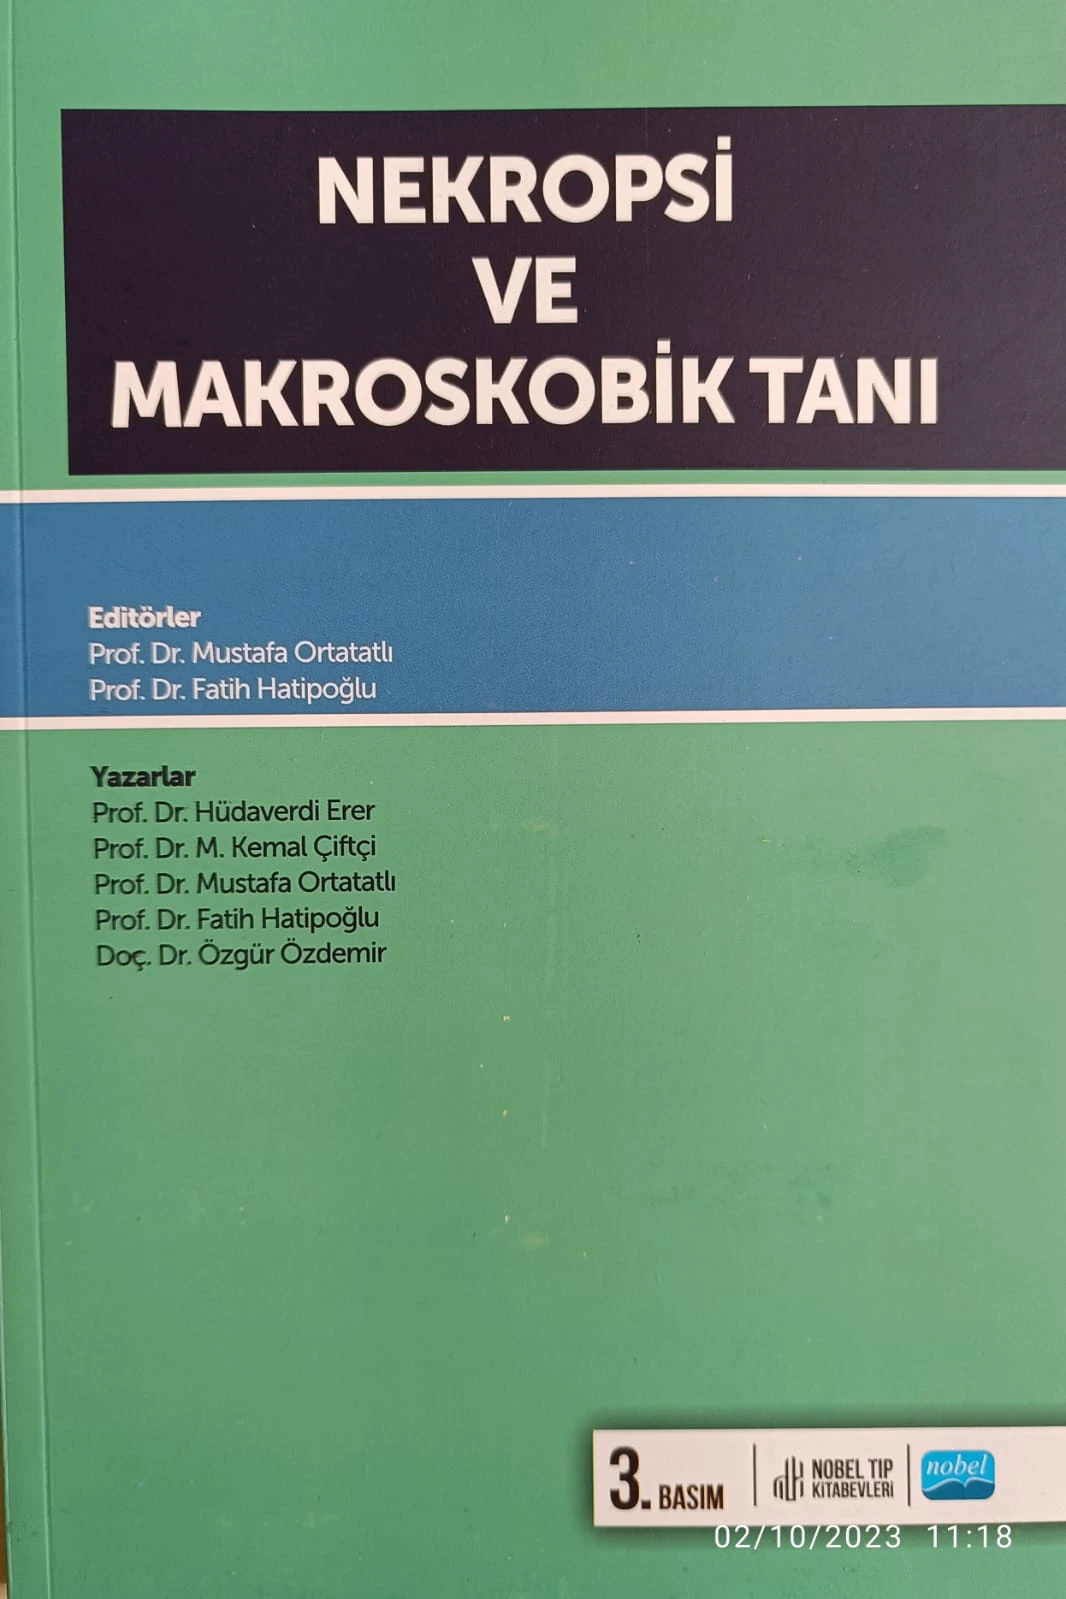 NEKROPSİ
VE
MAKROSKOBİK TANI
Editörler
Prof. Dr. Mustafa Ortatatlı
Prof. Dr. Fatih Hatipoğlu
Yazarlar
Prof. Dr. Hüdaverdi Erer
Prof. Dr. M. Kemal Çiftçi
Prof. Dr. Mustafa Ortatatlı
Prof. Dr. Fatih Hatipoğlu
Doç. Dr. Özgür Özdemir
3. BASIM
NOBEL TIP
KİTABEVLERİ
nobel
02/10/2023 11:18